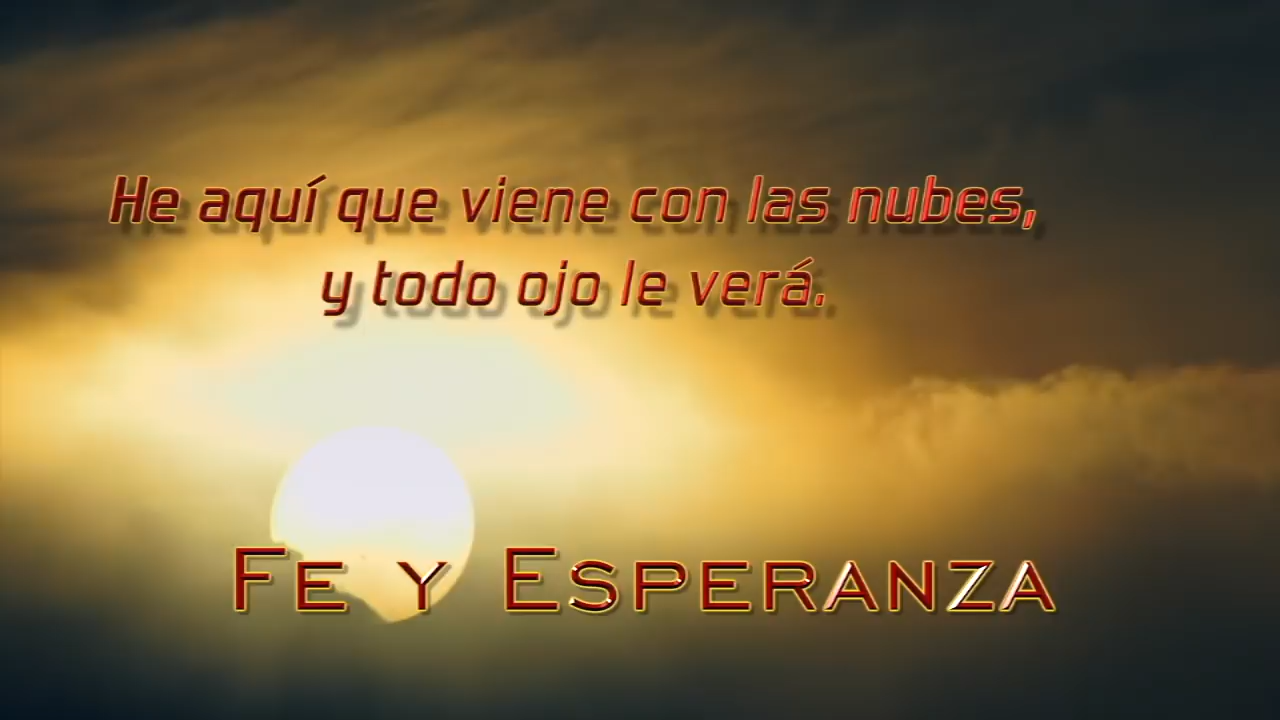 He aquí que viene con las nubes,
y todo ojo le verá.
FE Y ESPERANZA